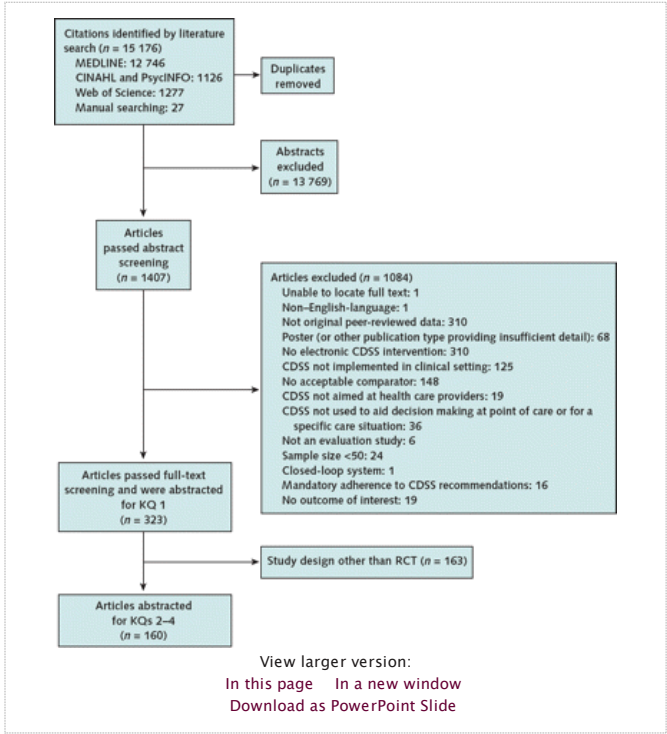 Citations identified by literature
search (n = 15 176)
MEDLINE: 12 746
CINAHL and PsycINFO: 1126
Web of Science: 1277
Manual searching: 27
Duplicates
removed
Abstracts
excluded
(n = 13 769)
Articles
passed abstract
screening
(n = 1407)
Articles excluded (n = 1084)
Unable to locate full text: 1
Non–English-language: 1
Not original peer-reviewed data: 310
Poster (or other publication type providing insufficient detail): 68
No electronic CDSS intervention: 310
CDSS not implemented in clinical setting: 125
No acceptable comparator: 148
CDSS not aimed at health care providers: 19
CDSS not used to aid decision making at point of care or for a
specific care situation: 36
Not an evaluation study: 6
Sample size <50: 24
Closed-loop system: 1
Mandatory adherence to CDSS recommendations: 16
No outcome of interest: 19
Articles passed full-text
screening and were abstracted
for KQ 1
(n = 323)
Study design other than RCT (n = 163)
Articles abstracted
for KQs 2–4
(n = 160)
View larger version:
In this page In a new window
Download as PowerPoint Slide